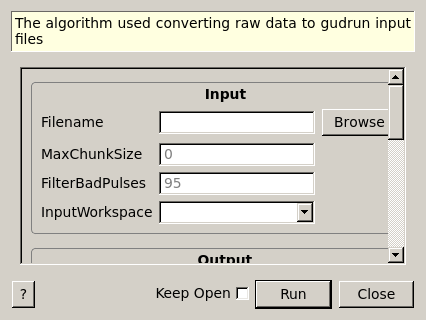 The algorithm used converting raw data to gudrun input
files
Input
Filename
Browse
MaxChunkSize 0
FilterBadPulses 95
InputWorkspace
Output
? Keep Open Run Close